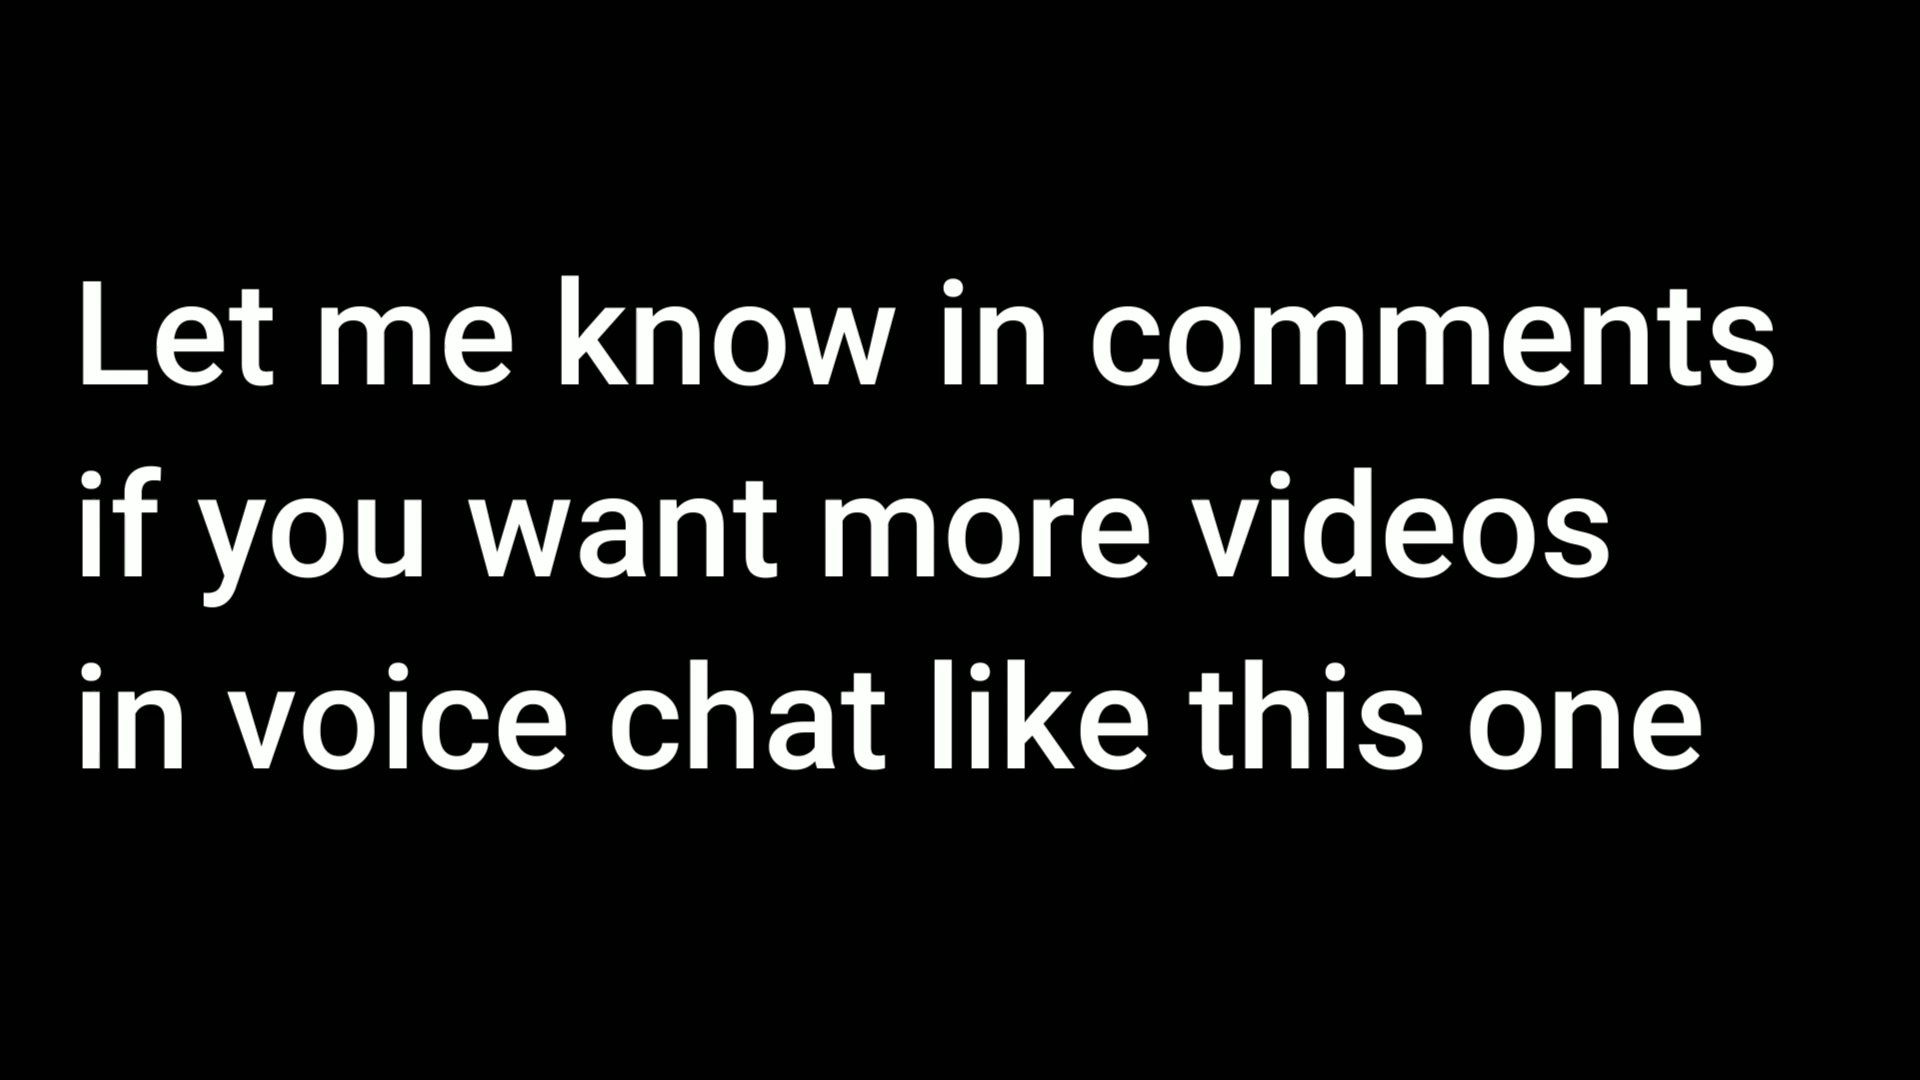 Let me know in comments
if you want more videos
in voice chat like this one